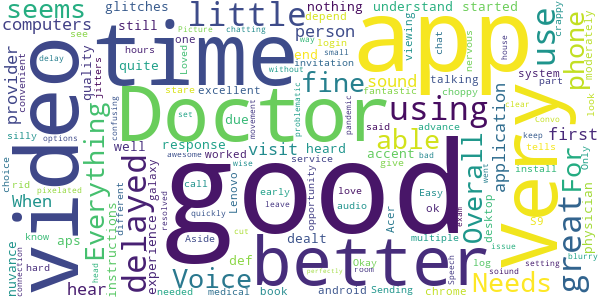 seems
computers
glitches
still
time
little
app
nothing
depend
person
end
viewing
chat
understand
started
phone
use
crappy
moderately
see
delay
video
provider
convenient
silly
options
jitters
quality
quite
hours
Picture
chatting
one
Loved
stare
excellent
way
login
invitation
small
without
fine
sound
talking
nervous
fantastic
choppy
house
system
part
very
look
Doctor
using
Everything
confusing
set
due
movement
problematic
pandemic
able
said
advance
application
clear
first
well
response
worked
visit
heard
accent
bad
give
service
Convo
keep
tells
install
great
For
Only
physician
choice
rid
pixelated
When
instructions
different
awesome
resolved
wise
Lenovo
early
leave
opportunity
love
audio
Easy
ok
Acer
desktop
Overall
went
S9
good
better
call
quickly
Aside
delayed
experience
galaxy
aps
know
nuvance
connection
hard
hear
head
Voice
def
cut
dealt
multiple
log
issue
Needs
setting
blurry
needed
medical
book
perfectly
Okay
room
android
Sending
Speech
exam
chrome
soiund